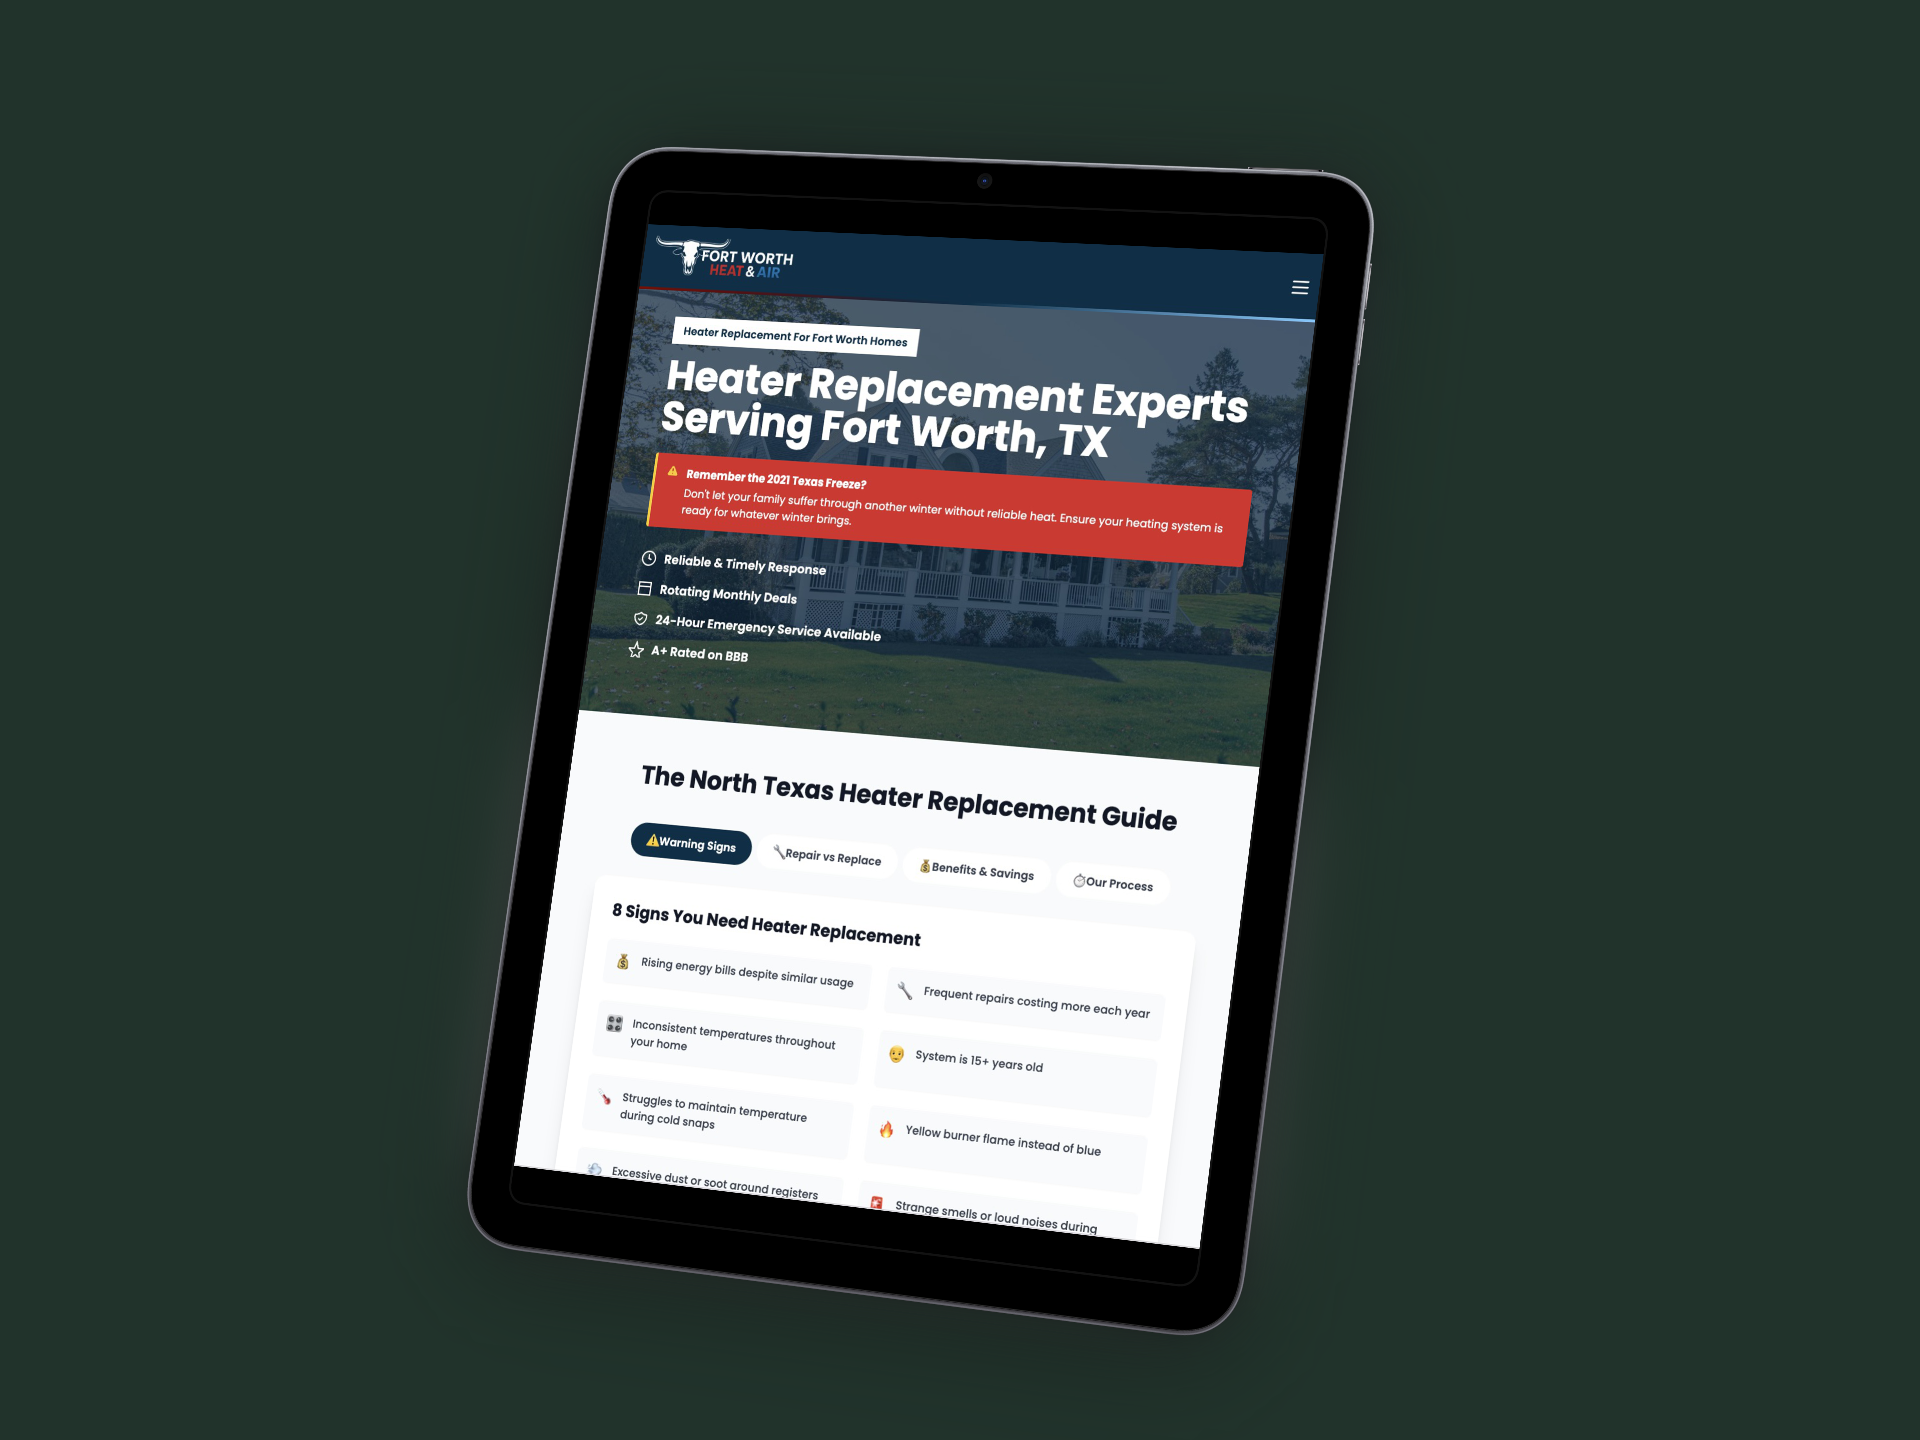 FORT WORTH
HEAT & AIR
Heater Replacement For Fort Worth Homes
Heater Replacement Experts
Serving Fort Worth, TX
Remember the 2021 Texas Freeze?
Don't let your family suffer through another winter without reliable heat. Ensure your heating system is
ready for whatever winter brings.
Reliable & Timely Response
Rotating Monthly Deals
24-Hour Emergency Service Available
A+ Rated on BBB
The North Texas Heater Replacement Guide
Warning Signs
Repair vs Replace
Benefits & Savings
Our Process
8 Signs You Need Heater Replacement
Rising energy bills despite similar usage
Frequent repairs costing more each year
Inconsistent temperatures throughout
your home
System is 15+ years old
Struggles to maintain temperature
during cold snaps
Yellow burner flame instead of blue
Excessive dust or soot around registers
Strange smells or loud noises during